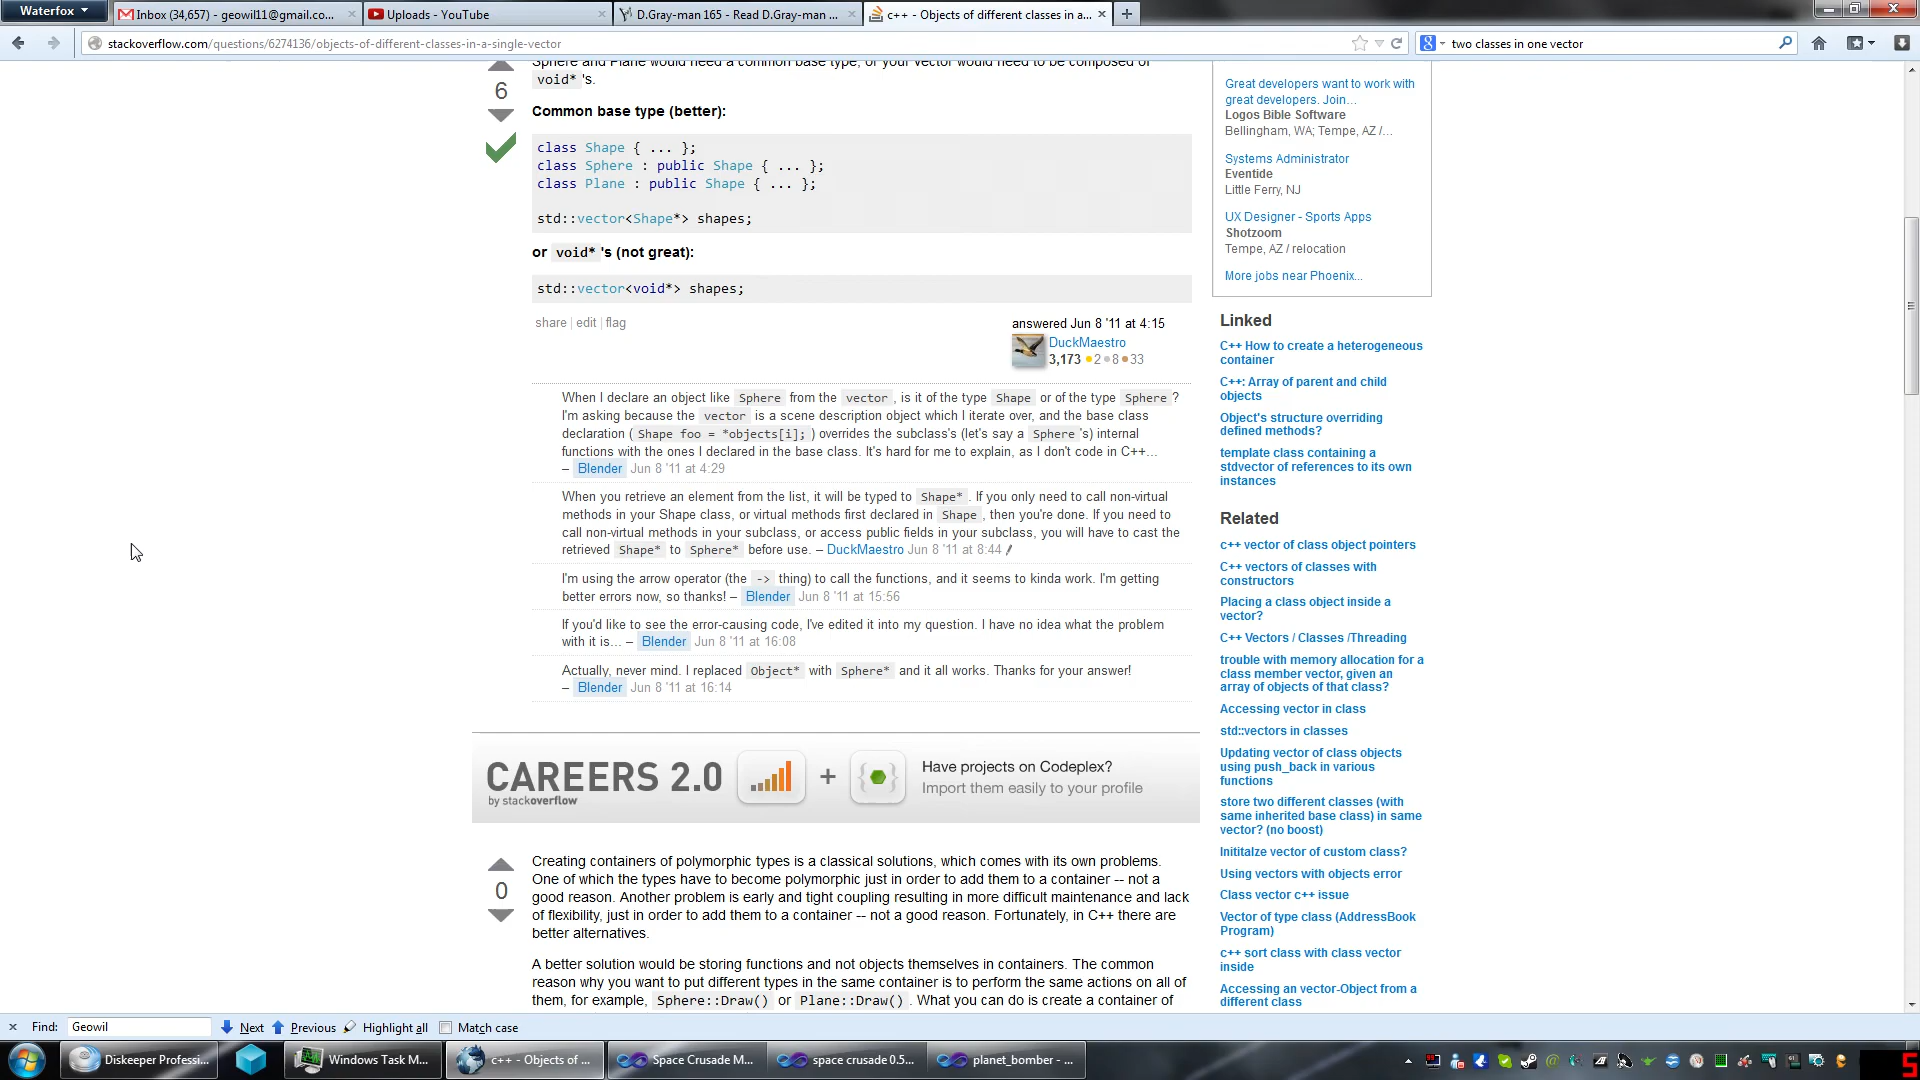 Waterfox
Inbox (34,657) - geowil11@gmail.co...
Uploads - YouTube
D.Gray-man 165 - Read D.Gray-man ...
c++ - Objects of different classes in a...
stackoverflow.com/questions/6274136/objects-of-different-classes-in-a-single-vector
two classes in one vector
Sphere and Plane would need a common base type, or your vector would need to be composed of
void* 's.
6
Common base type (better):
class Shape { ... };
class Sphere : public Shape { ... };
class Plane : public Shape { ... };
std::vector<Shape*> shapes;
or void* 's (not great):
std::vector<void*> shapes;
share | edit | flag
answered Jun 8 '11 at 4:15
DuckMaestro
3,173 ●2 ●8 ●33
When I declare an object like Sphere from the vector, is it of the type Shape or of the type Sphere?
I'm asking because the vector is a scene description object which I iterate over, and the base class
declaration (Shape foo = *objects[i];) overrides the subclass's (let's say a Sphere's) internal
functions with the ones I declared in the base class. It's hard for me to explain, as I don't code in C++...
– Blender Jun 8 '11 at 4:29
When you retrieve an element from the list, it will be typed to Shape*. If you only need to call non-virtual
methods in your Shape class, or virtual methods first declared in Shape, then you're done. If you need to
call non-virtual methods in your subclass, or access public fields in your subclass, you will have to cast the
retrieved Shape* to Sphere* before use. – DuckMaestro Jun 8 '11 at 8:44
I'm using the arrow operator (the -> thing) to call the functions, and it seems to kinda work. I'm getting
better errors now, so thanks! – Blender Jun 8 '11 at 15:56
If you'd like to see the error-causing code, I've edited it into my question. I have no idea what the problem
with it is... – Blender Jun 8 '11 at 16:08
Actually, never mind. I replaced Object* with Sphere* and it all works. Thanks for your answer!
– Blender Jun 8 '11 at 16:14
CAREERS 2.0
by stackoverflow
+
Have projects on Codeplex?
Import them easily to your profile
0
Creating containers of polymorphic types is a classical solutions, which comes with its own problems.
One of which the types have to become polymorphic just in order to add them to a container -- not a
good reason. Another problem is early and tight coupling resulting in more difficult maintenance and lack
of flexibility, just in order to add them to a container -- not a good reason. Fortunately, in C++ there are
better alternatives.
A better solution would be storing functions and not objects themselves in containers. The common
reason why you want to put different types in the same container is to perform the same actions on all of
them, for example, Sphere::Draw() or Plane::Draw(). What you can do is create a container of
Great developers want to work with
great developers. Join...
Logos Bible Software
Bellingham, WA; Tempe, AZ /...
Systems Administrator
Eventide
Little Ferry, NJ
UX Designer - Sports Apps
Shotzoom
Tempe, AZ / relocation
More jobs near Phoenix...
Linked
C++ How to create a heterogeneous
container
C++: Array of parent and child
objects
Object's structure overriding
defined methods?
template class containing a
stdvector of references to its own
instances
Related
c++ vector of class object pointers
C++ vectors of classes with
constructors
Placing a class object inside a
vector?
C++ Vectors / Classes /Threading
trouble with memory allocation for a
class member vector, given an
array of objects of that class?
Accessing vector in class
std::vectors in classes
Updating vector of class objects
using push_back in various
functions
store two different classes (with
same inherited base class) in same
vector? (no boost)
Inititalze vector of custom class?
Using vectors with objects error
Class vector c++ issue
Vector of type class (AddressBook
Program)
c++ sort class with class vector
inside
Accessing an vector-Object from a
different class
Find: Geowil Next Previous Highlight all Match case
Diskeeper Professi...
Windows Task M...
c++ - Objects of ...
Space Crusade M...
space crusade 0.5...
planet_bomber - ...
5